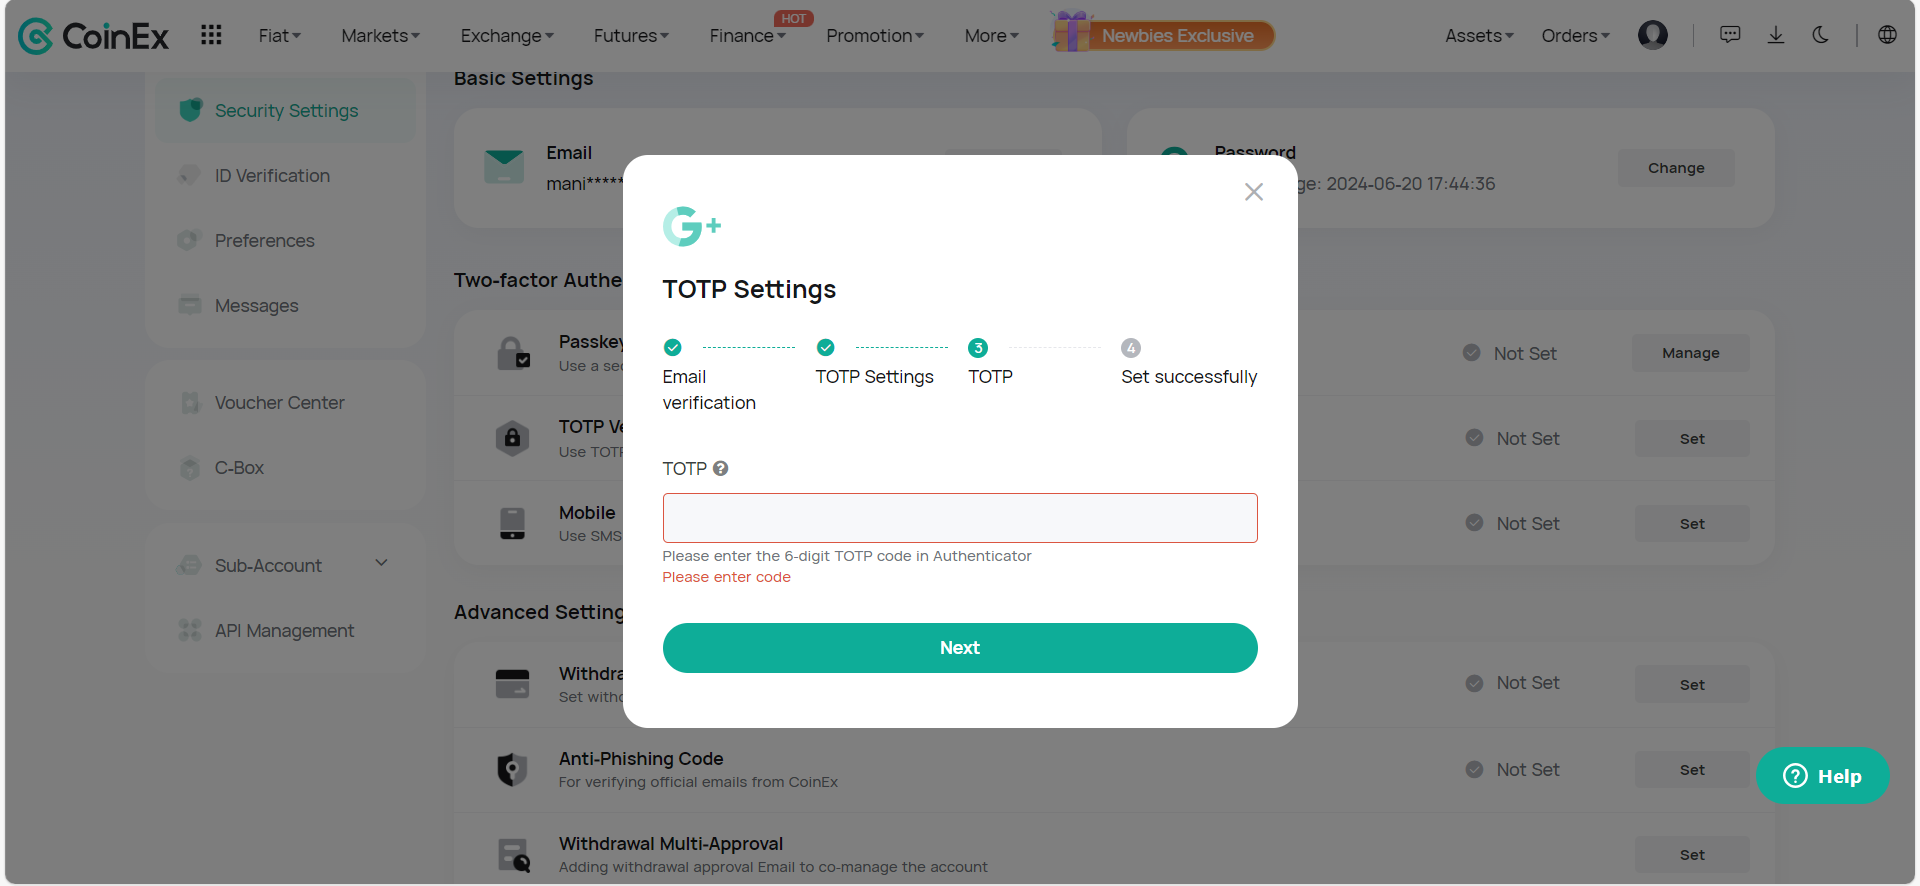 CoinEx
Fiat
Markets
Exchange
Futures
Finance
HOT
Promotion
More
Newbies Exclusive
Assets
Orders
Basic Settings
Security Settings
ID Verification
Preferences
Messages
Voucher Center
C-Box
Sub-Account
API Management
Email
mani*****
Password
ge: 2024-06-20 17:44:36
Change
Two-factor Authe
Passkey
Use a sec
Not Set
Manage
TOTP Ve
Use TOTP
Not Set
Set
Mobile
Use SMS
Not Set
Set
Advanced Setting
Withdra
Set withd
Not Set
Set
Anti-Phishing Code
For verifying official emails from CoinEx
Not Set
Set
Withdrawal Multi-Approval
Adding withdrawal approval Email to co-manage the account
Set
G+
TOTP Settings
Email
verification
TOTP Settings
3
TOTP
4
Set successfully
TOTP ?
Please enter the 6-digit TOTP code in Authenticator
Please enter code
Next
? Help